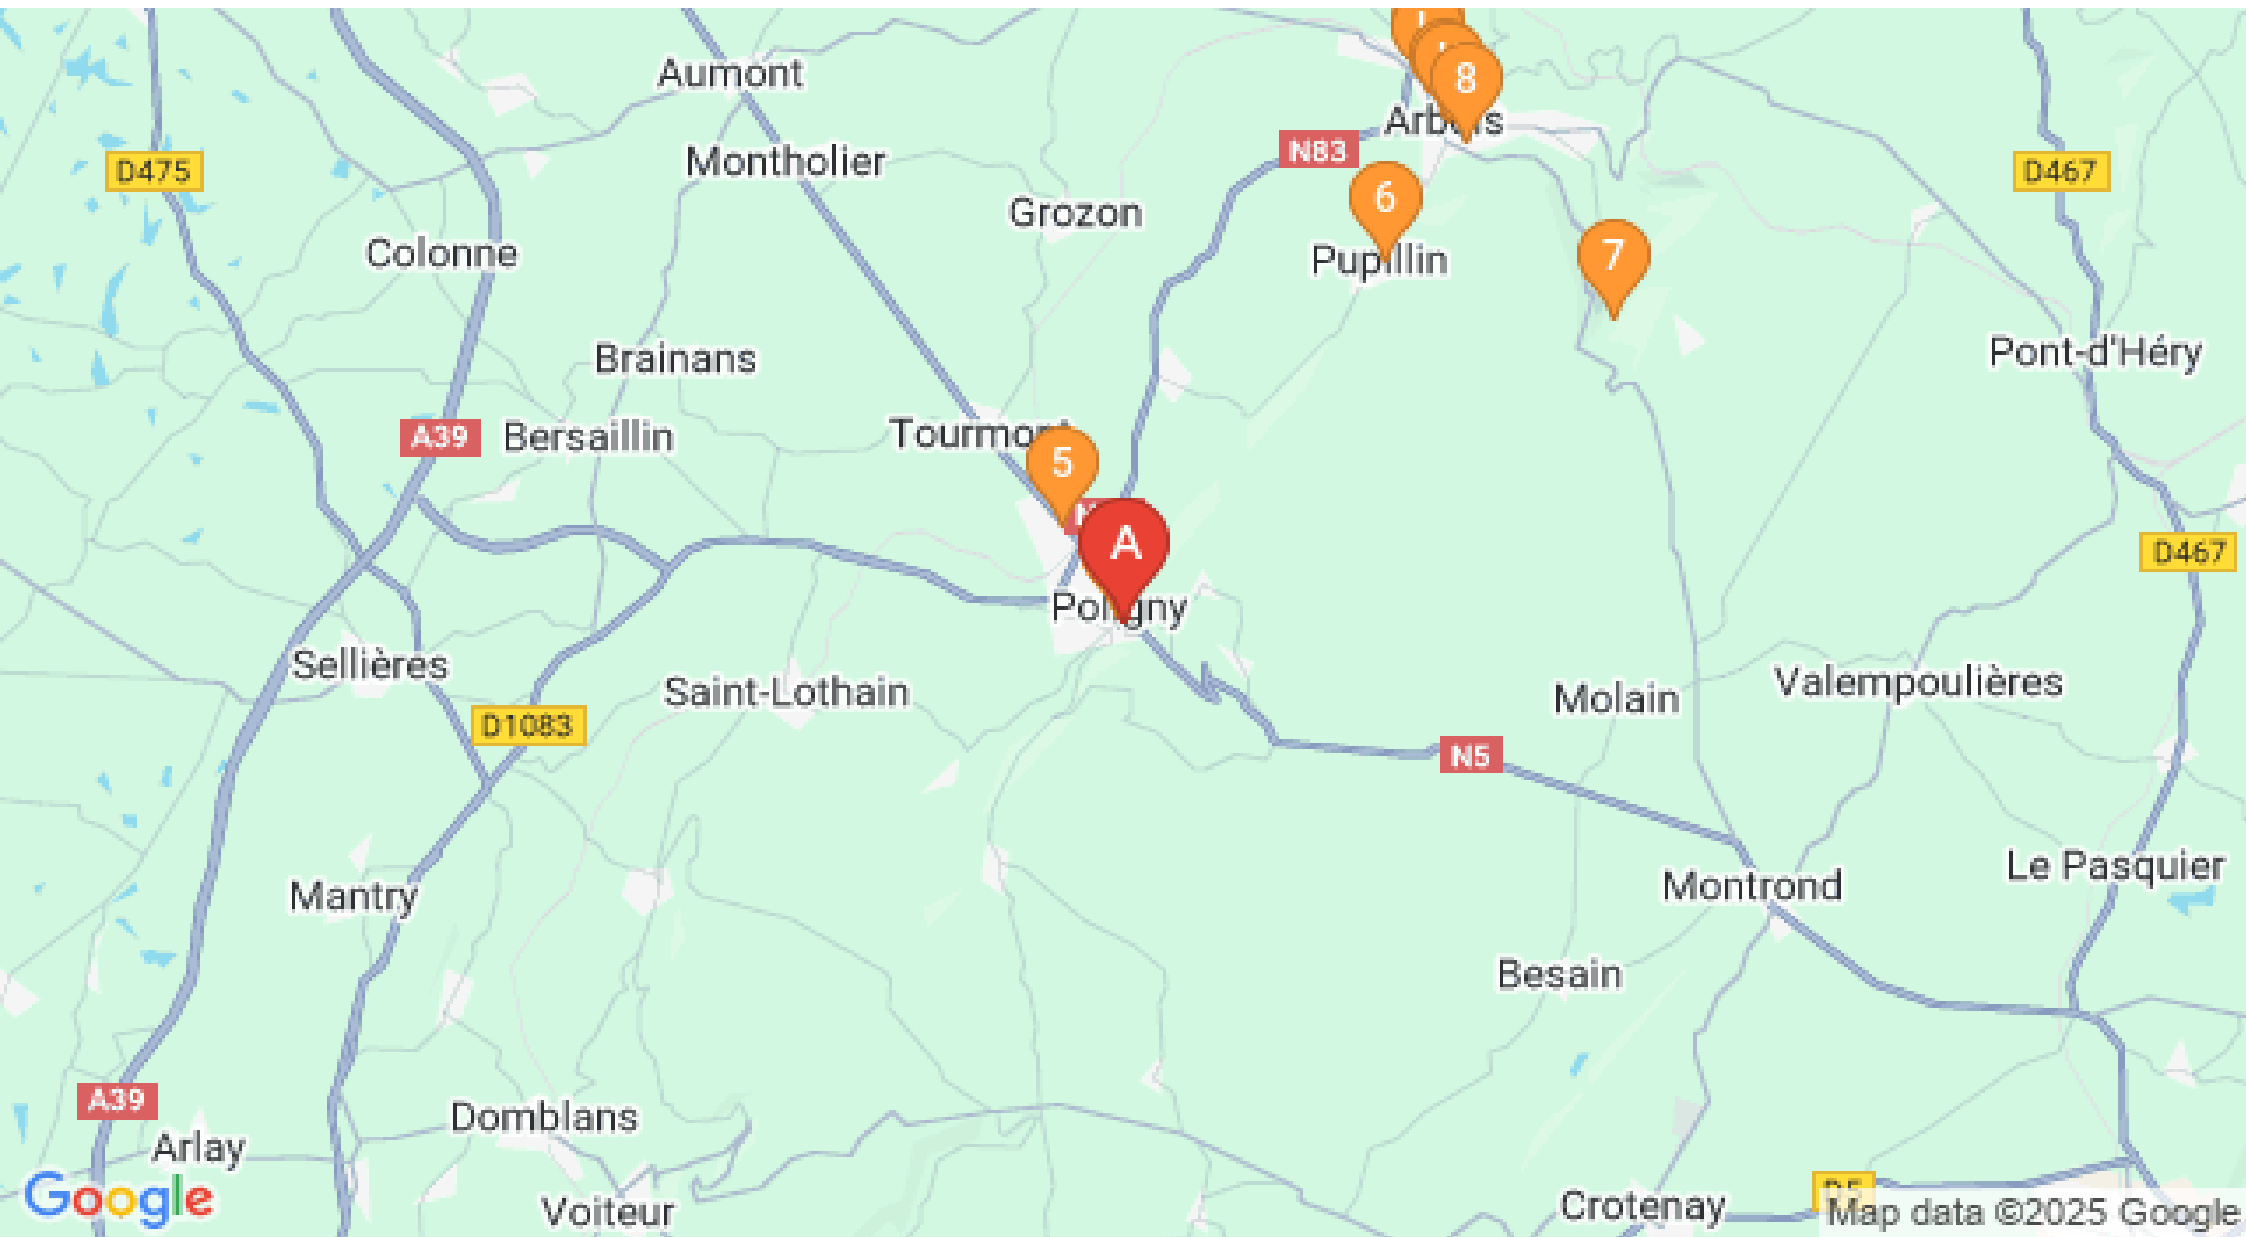 Aumont
8
Arbois
N83
Montholier
D475
D467
6
Grozon
Colonne
Pupillin
7
Brainans
Pont-d'Héry
A39
Bersaillin
Tourmont
5
A
D467
Poligny
Sellières
Saint-Lothain
Molain
Valempoulières
D1083
N5
Mantry
Montrond
Le Pasquier
Besain
A39
Domblans
Arlay
Google
Voiteur
Crotenay
D5
Map data ©2025 Google